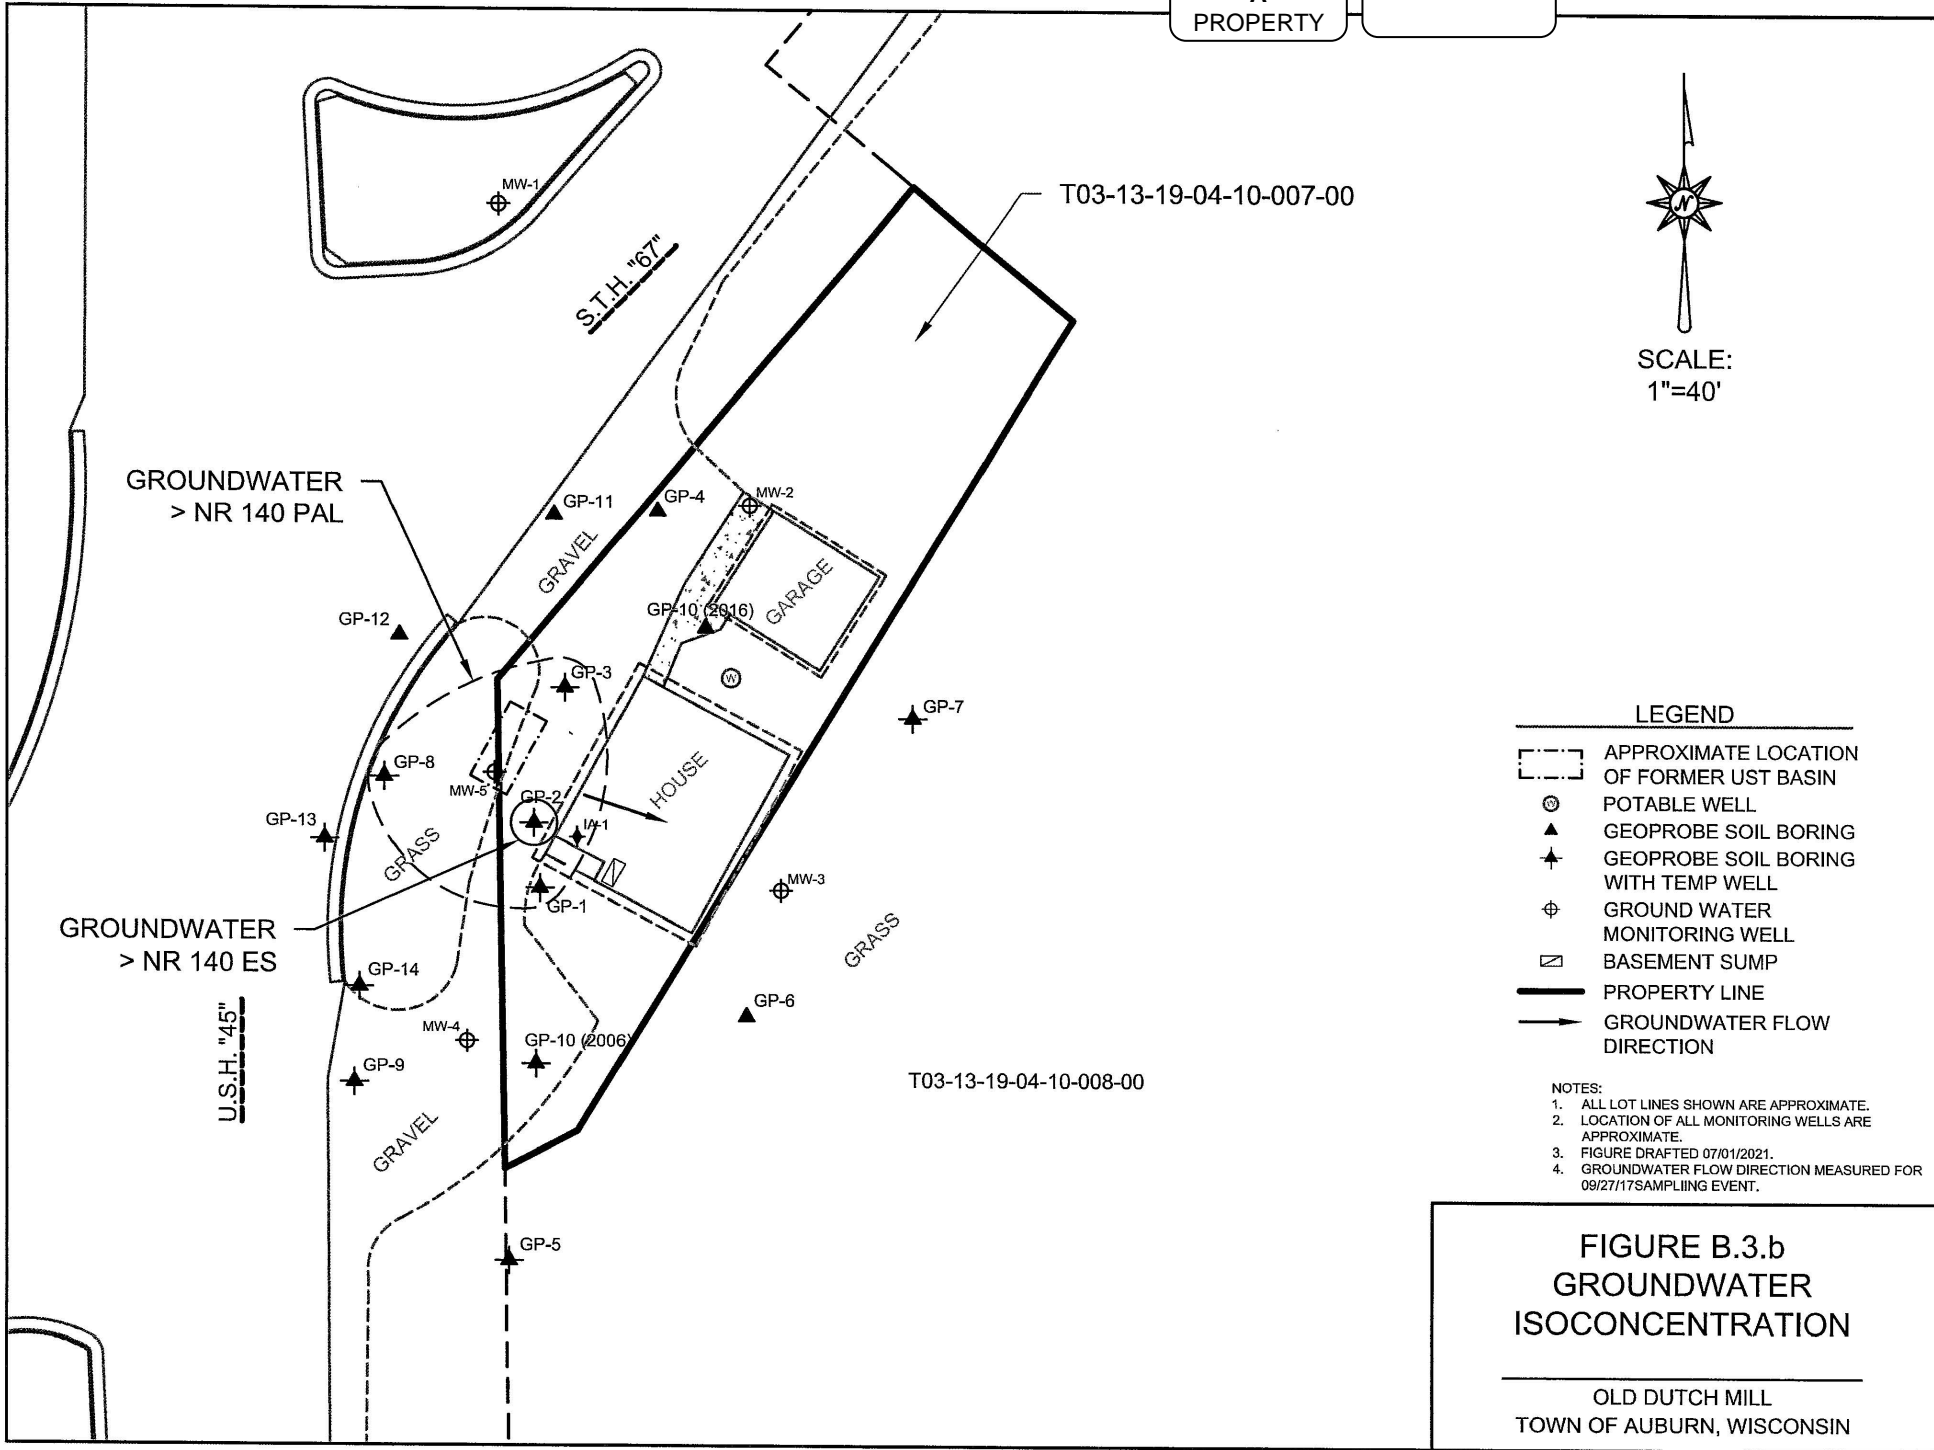 PROPERTY
MW-1
S.T.H. "67"
T03-13-19-04-10-007-00
N
SCALE:
1"=40'
GROUNDWATER
> NR 140 PAL
GP-11
GP-4
MW-2
GRAVEL
GARAGE
GP-12
GP-10 (2016)
GP-3
W
GP-7
GP-8
MW-5
HOUSE
GP-2
IA-1
GP-13
GRASS
GP-1
MW-3
GRASS
GROUNDWATER
> NR 140 ES
GP-14
U.S.H. "45"
MW-4
GP-6
GP-10 (2006)
GP-9
T03-13-19-04-10-008-00
GRAVEL
GP-5
LEGEND
APPROXIMATE LOCATION
OF FORMER UST BASIN
W
POTABLE WELL
GEOPROBE SOIL BORING
GEOPROBE SOIL BORING
WITH TEMP WELL
GROUND WATER
MONITORING WELL
BASEMENT SUMP
PROPERTY LINE
GROUNDWATER FLOW
DIRECTION
NOTES:
1. ALL LOT LINES SHOWN ARE APPROXIMATE.
2. LOCATION OF ALL MONITORING WELLS ARE
APPROXIMATE.
3. FIGURE DRAFTED 07/01/2021.
4. GROUNDWATER FLOW DIRECTION MEASURED FOR
09/27/17SAMPLIING EVENT.
FIGURE B.3.b
GROUNDWATER
ISOCONCENTRATION
OLD DUTCH MILL
TOWN OF AUBURN, WISCONSIN